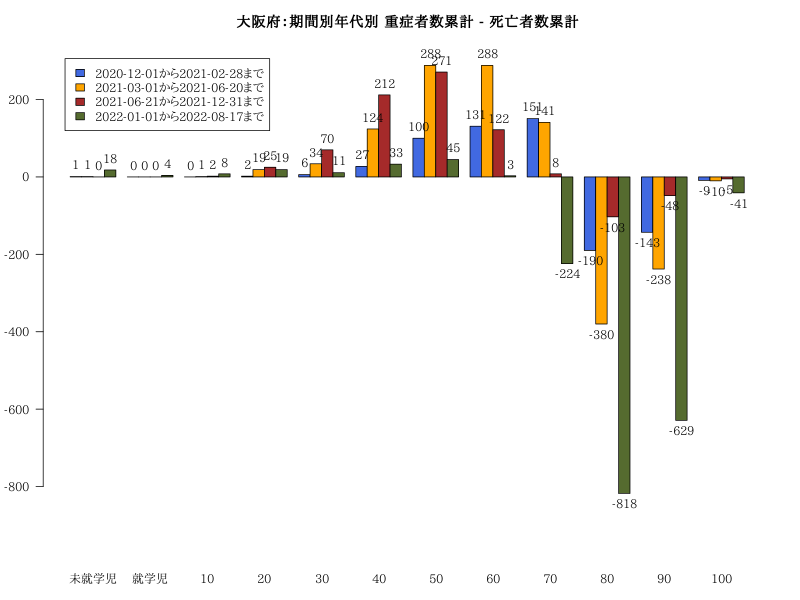 大阪府：期間別年代別 重症者数累計 - 死亡者数累計
2020-12-01から2021-02-28まで
2021-03-01から2021-06-20まで
2021-06-21から2021-12-31まで
2022-01-01から2022-08-17まで
200
0
-200
-400
-600
-800
1 1 0 18
0 0 0 4
0 1 2 8
2 19 25 19
6 34 70 11
27 124 212 33
100 288 271 45
131 288 122 3
151 141 8 -224
-190 -380 -103 -818
-143 -238 -48 -629
-9 -10 -5 -41
未就学児 就学児 10 20 30 40 50 60 70 80 90 100